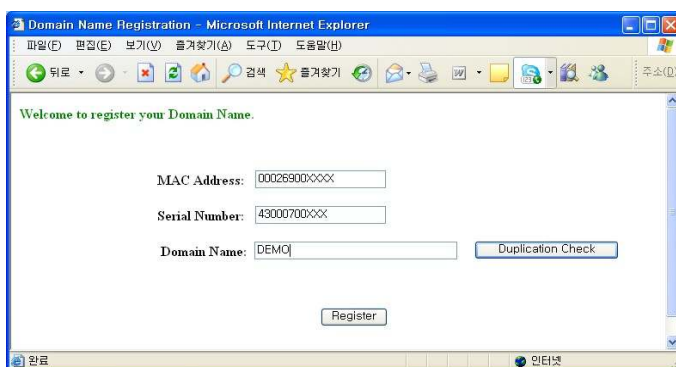 Domain Name Registration - Microsoft Internet Explorer
파일(F) 편집(E) 보기(V) 즐겨찾기(A) 도구(T) 도움말(H)
뒤로 검색 즐겨찾기 주소(D)
Welcome to register your Domain Name.
MAC Address: 00026900XXXX
Serial Number: 43000700XXX
Domain Name: DEMO Duplication Check
Register
완료 인터넷